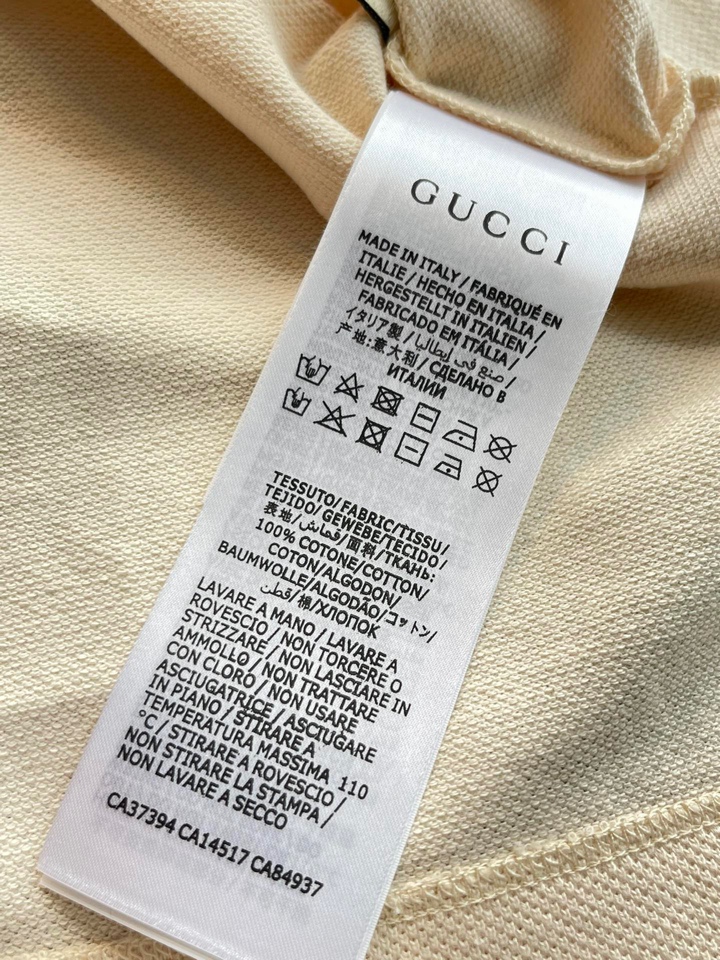 GUCCI
MADE IN ITALY / FABRIQUÉ EN
ITALIE / HECHO EN ITALIA /
HERGESTELLT IN ITALIEN /
FABRICADO EM ITÁLIA /
イタリア製 / صنع في إيطاليا /
产地:意大利 / СДЕЛАНО В
ИТАЛИИ
TESSUTO/FABRIC/TISSU/
TEJIDO/GEWEBE/TECIDO/
表地/قماش/面料/ТКАНЬ:
100% COTONE/COTTON/
COTON/ALGODON/
BAUMWOLLE/ALGODÃO/コットン/
قطن/棉/ХЛОПОК
LAVARE A MANO / LAVARE A
ROVESCIO / NON TORCERE O
STRIZZARE / NON LASCIARE IN
AMMOLLO / NON TRATTARE
CON CLORO / NON USARE
ASCIUGATRICE / ASCIUGARE
IN PIANO / STIRARE A
TEMPERATURA MASSIMA 110
°C / STIRARE A ROVESCIO /
NON STIRARE LA STAMPA /
NON LAVARE A SECCO
CA37394 CA14517 CA84937